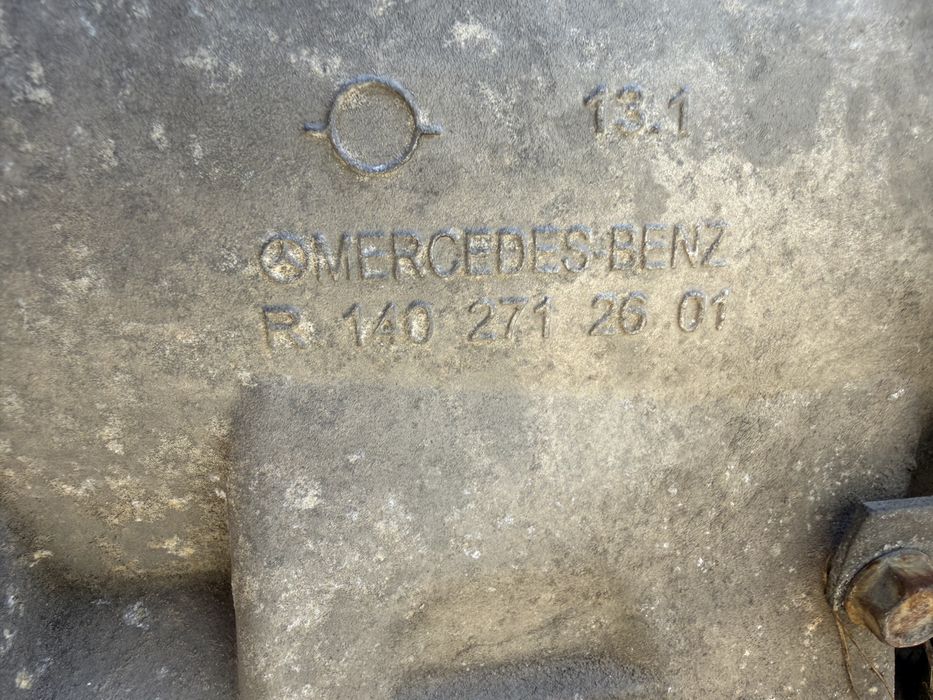 13.1
MERCEDES-BENZ
R 140 271 26 01